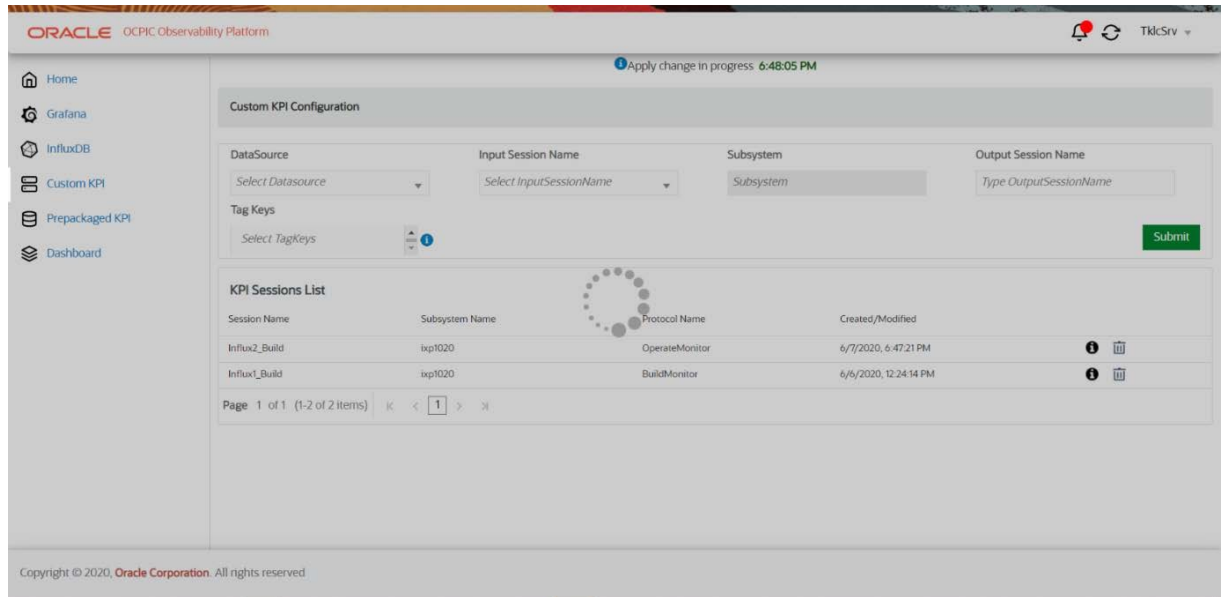 ORACLE OCPIC Observability Platform TklcSrv
Apply change in progress 6:48:05 PM
Home
Grafana
InfluxDB
Custom KPI
Prepackaged KPI
Dashboard
Custom KPI Configuration
DataSource Input Session Name Subsystem Output Session Name
Select Datasource Select InputSessionName Subsystem Type OutputSessionName
Tag Keys
Select TagKeys Submit
KPI Sessions List
Session Name Subsystem Name Protocol Name Created/Modified
Influx2_Build ixp1020 OperateMonitor 6/7/2020, 6:47:21 PM
Influx1_Build ixp1020 BuildMonitor 6/6/2020, 12:24:14 PM
Page 1 of 1 (1-2 of 2 items) 1
Copyright © 2020, Oracle Corporation. All rights reserved